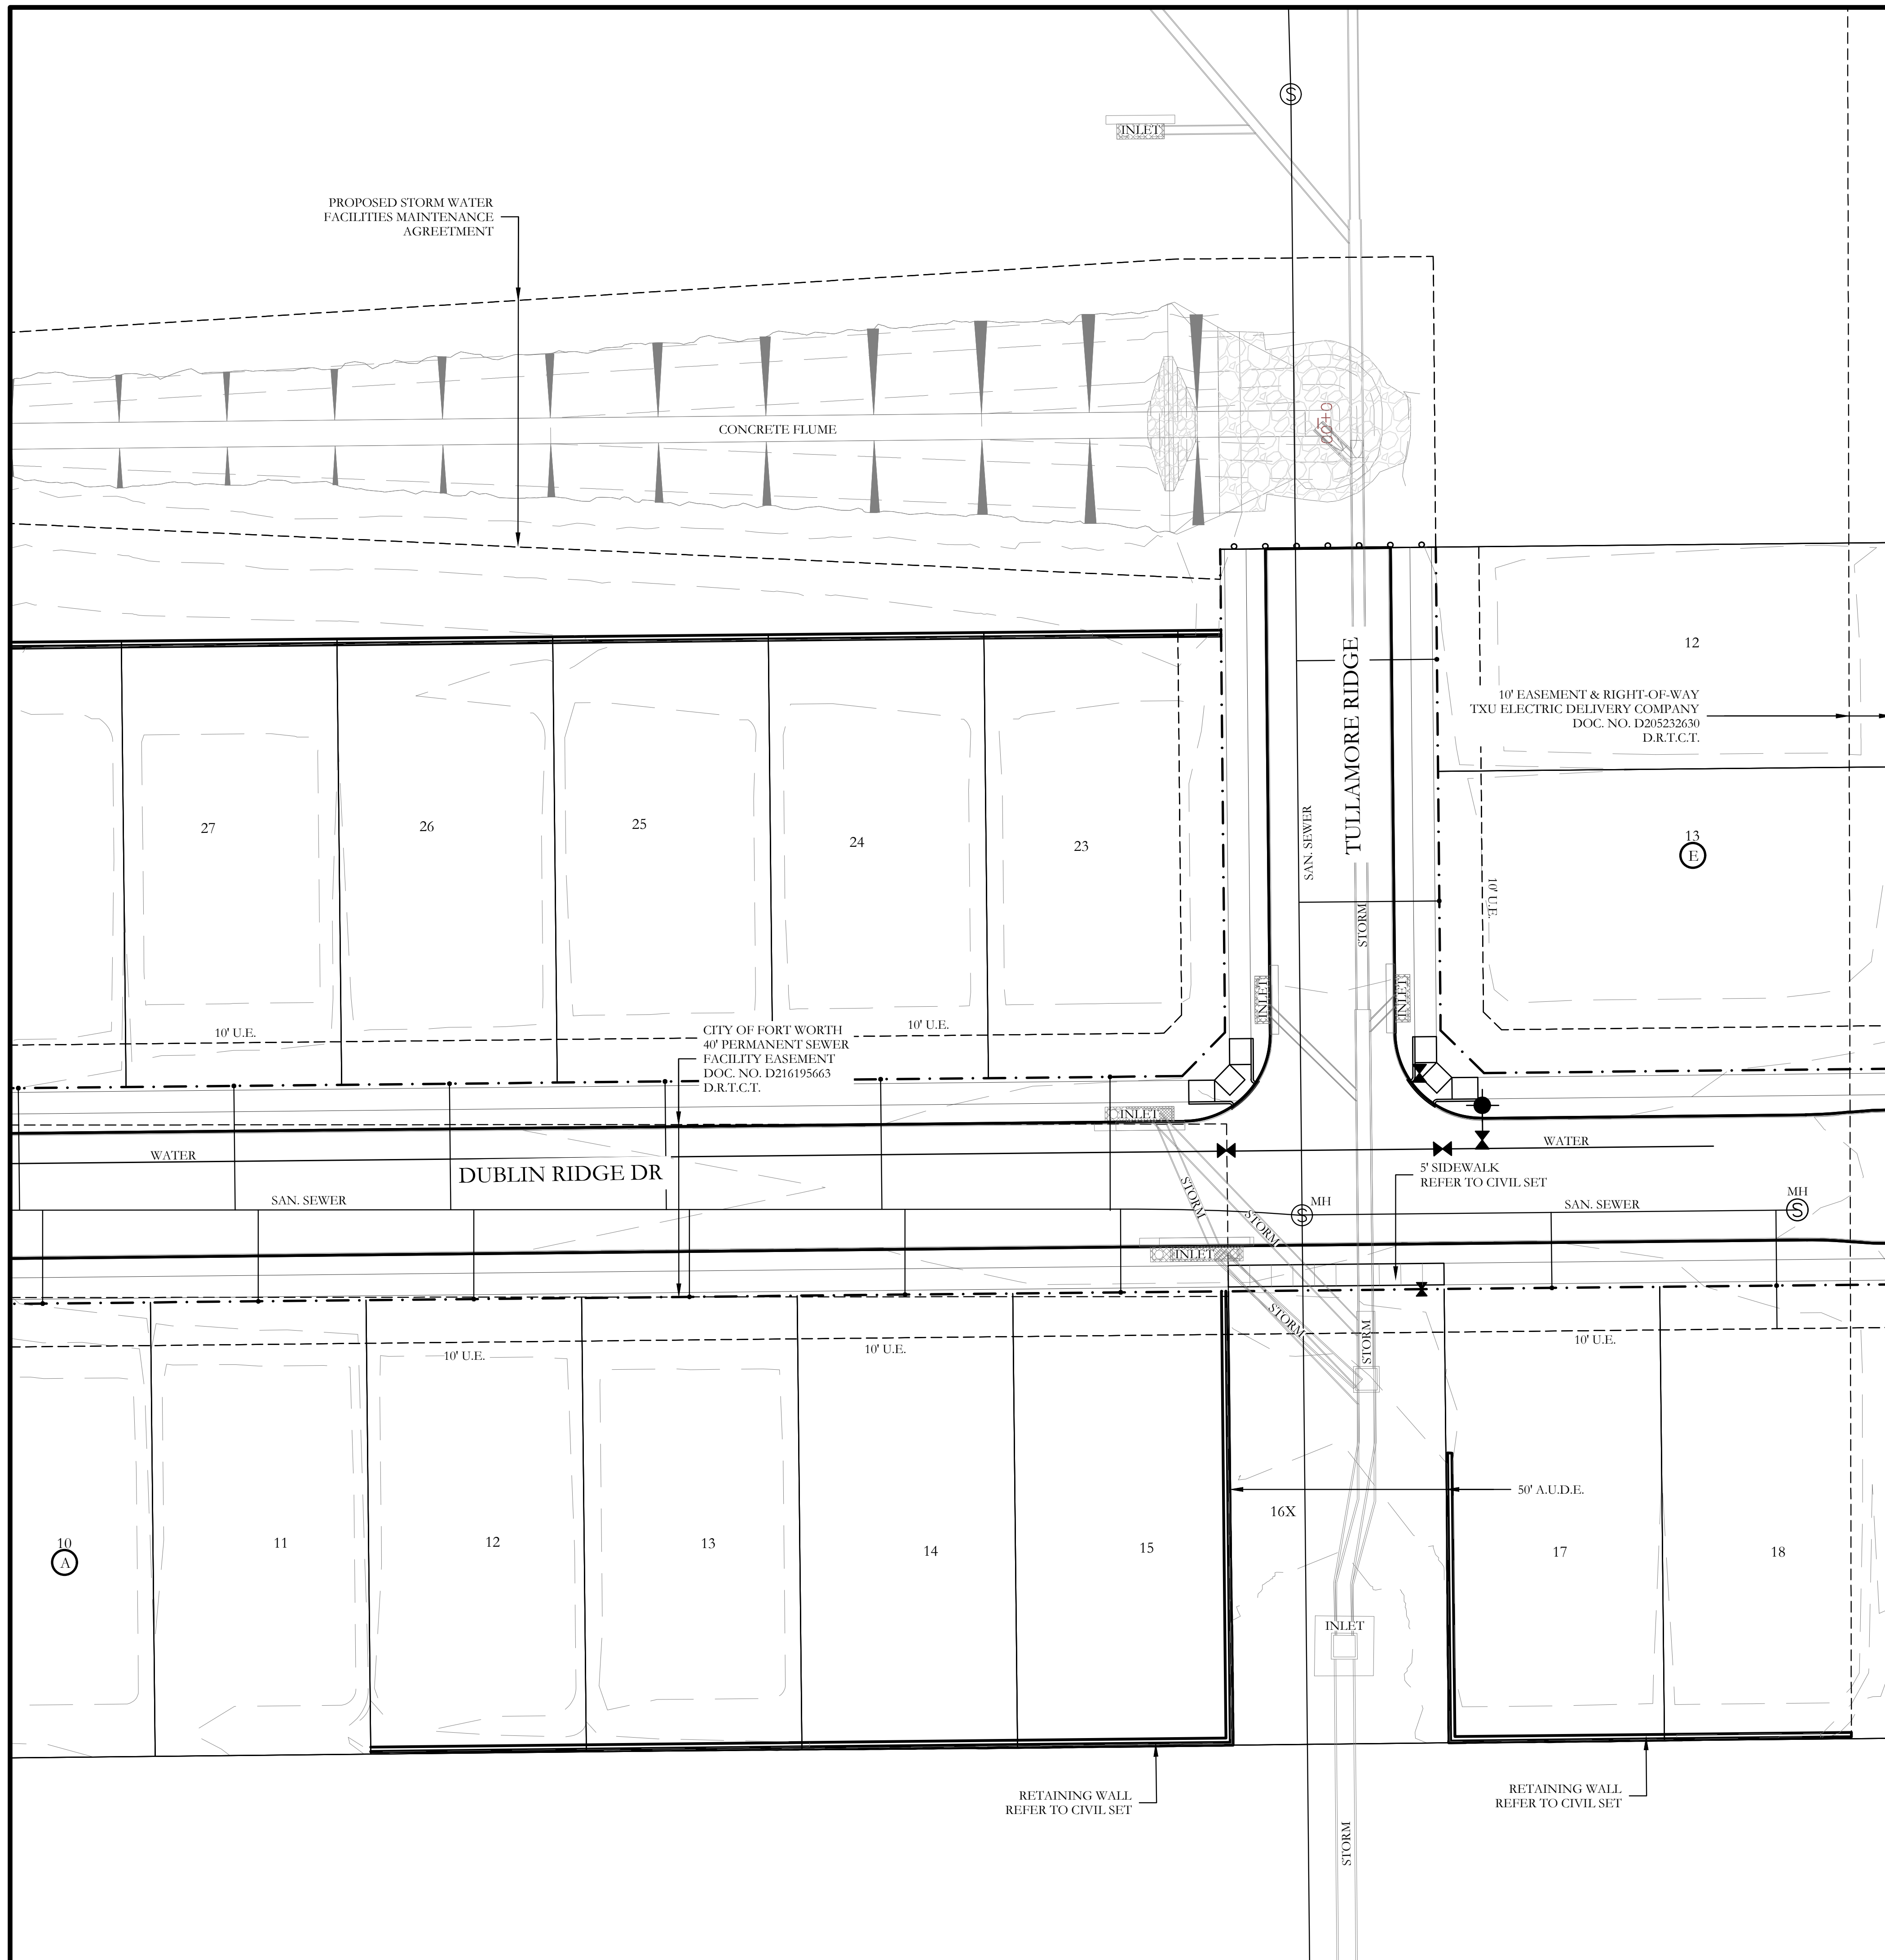 S
INLET
PROPOSED STORM WATER
FACILITIES MAINTENANCE
AGREETMENT
CONCRETE FLUME
0+00
12
10' EASEMENT & RIGHT-OF-WAY
TXU ELECTRIC DELIVERY COMPANY
DOC. NO. D205232630
D.R.T.C.T.
TULLAMORE RIDGE
SAN. SEWER
STORM
27
26
25
24
23
13
E
10' U.E.
INLET
INLET
10' U.E.
CITY OF FORT WORTH
40' PERMANENT SEWER
FACILITY EASEMENT
DOC. NO. D216195663
D.R.T.C.T.
10' U.E.
INLET
WATER
DUBLIN RIDGE DR
WATER
5' SIDEWALK
REFER TO CIVIL SET
SAN. SEWER
STORM
STORM
S
MH
SAN. SEWER
MH
S
INLET
STORM
STORM
10' U.E.
10' U.E.
10' U.E.
50' A.U.D.E.
16X
10
A
11
12
13
14
15
17
18
INLET
RETAINING WALL
REFER TO CIVIL SET
RETAINING WALL
REFER TO CIVIL SET
STORM